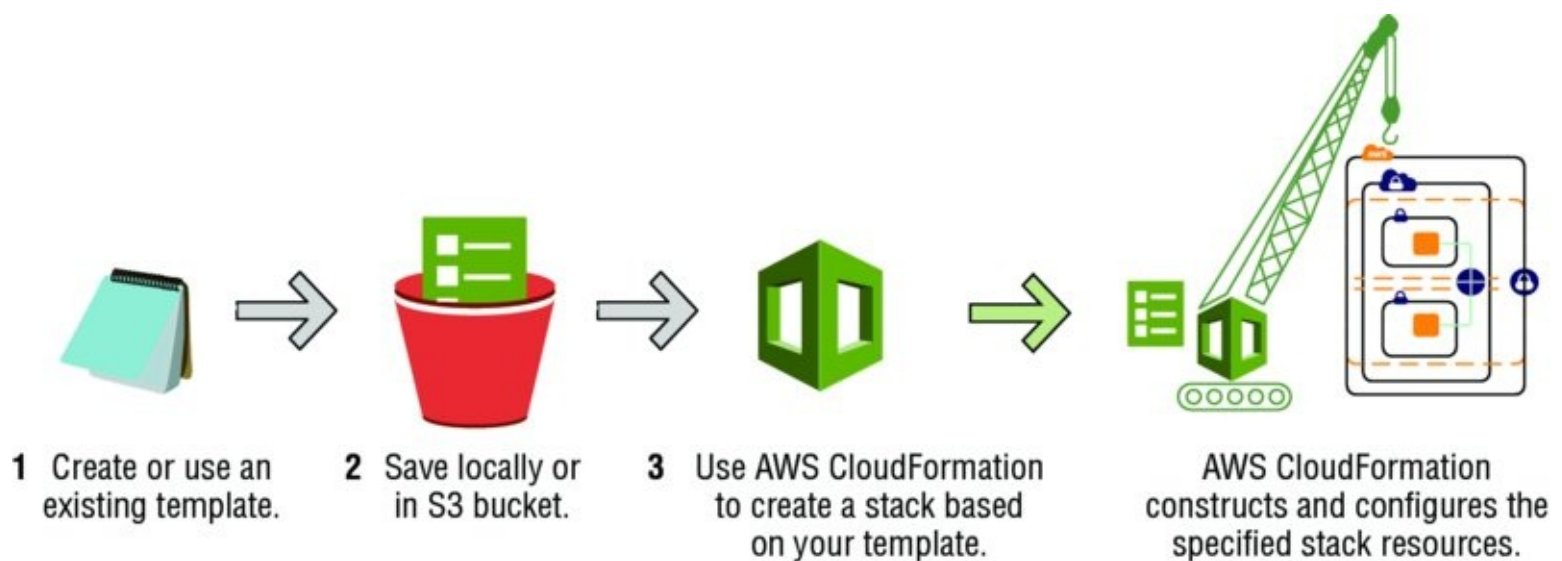 1 Create or use an
existing template.
2 Save locally or
in S3 bucket.
3 Use AWS CloudFormation
to create a stack based
on your template.
aws
AWS CloudFormation
constructs and configures the
specified stack resources.